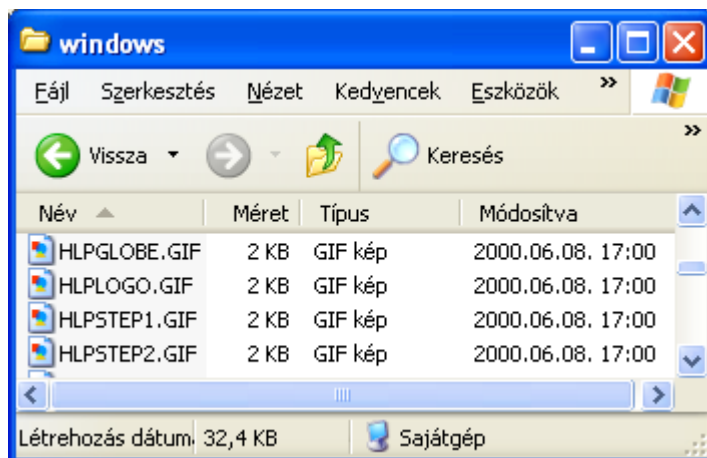 windows
Fájl Szerkesztés Nézet Kedvencek Eszközök »
Vissza Keresés »
Név Méret Típus Módosítva
HLPGLOBE.GIF 2 KB GIF kép 2000.06.08. 17:00
HLPLOGO.GIF 2 KB GIF kép 2000.06.08. 17:00
HLPSTEP1.GIF 2 KB GIF kép 2000.06.08. 17:00
HLPSTEP2.GIF 2 KB GIF kép 2000.06.08. 17:00
Létrehozás dátum 32,4 KB Sajátgép